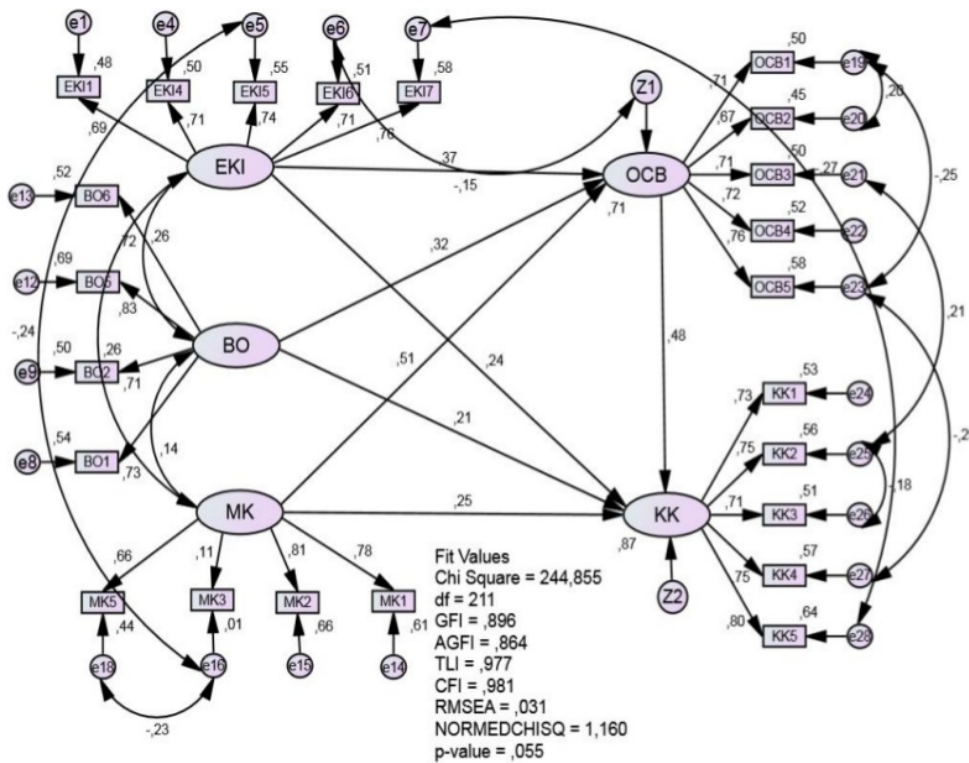 e1
e4
e5
e6
e7
,48
,50
,55
,51
,58
EKI1
EKI4
EKI5
EKI6
EKI7
,69
,71
,74
,71
,76
EKI
,37
-,15
Z1
OCB
,71
,50
OCB1
e19
,71
,20
,45
OCB2
e20
,67
,50
OCB3
-,27
e21
,71
-,25
,52
OCB4
e22
,72
,58
OCB5
e23
,76
,52
e13
BO6
,72
,26
,69
e12
BO5
,83
-,24
,50
e9
BO2
,71
,26
,54
e8
BO1
,73
BO
,32
,51
,24
,21
,48
,21
,14
MK
,25
KK
,87
Z2
,53
KK1
e24
,73
,56
KK2
e25
,75
-,18
,51
KK3
e26
,71
,57
KK4
e27
,75
,64
KK5
e28
,80
,66
,11
,81
,78
MK5
MK3
MK2
MK1
,44
,01
,66
,61
e18
e16
e15
e14
-,23
Fit Values
Chi Square = 244,855
df = 211
GFI = ,896
AGFI = ,864
TLI = ,977
CFI = ,981
RMSEA = ,031
NORMEDCHISQ = 1,160
p-value = ,055